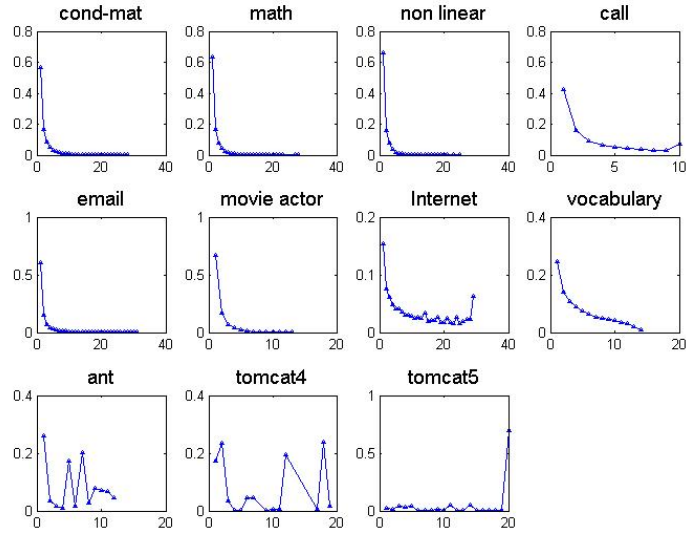 cond-mat math non linear call
0.8 0.8 0.8 0.8
0.6 0.6 0.6 0.6
0.4 0.4 0.4 0.4
0.2 0.2 0.2 0.2
0 0 0 0
0 20 40 0 20 40 0 20 40 0 5 10
email movie actor Internet vocabulary
1 1 0.2 0.4
0.5 0.5 0.1 0.2
0 0 0 0
0 20 40 0 10 20 0 20 40 0 10 20
ant tomcat4 tomcat5
0.4 0.4 1
0.2 0.2 0.5
0 0 0
0 10 20 0 10 20 0 10 20